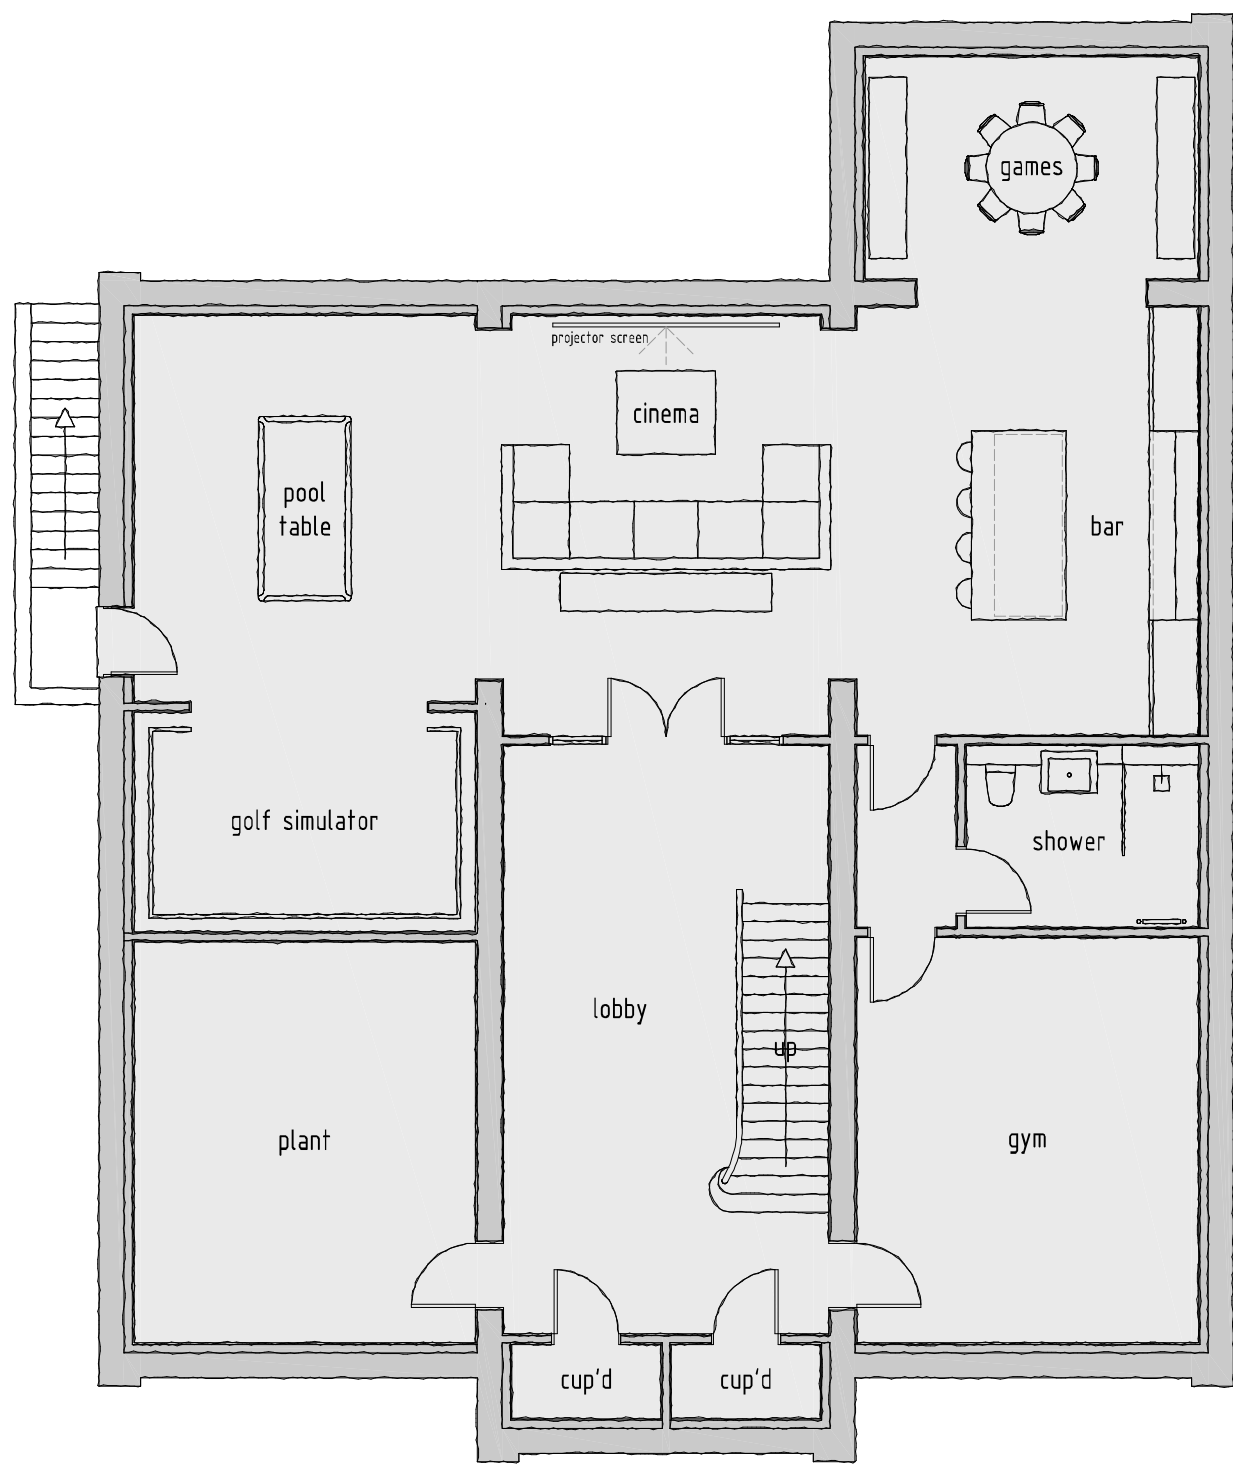 games
projector screen
cinema
pool
table
bar
golf simulator
shower
lobby
up
plant
gym
cup'd
cup'd